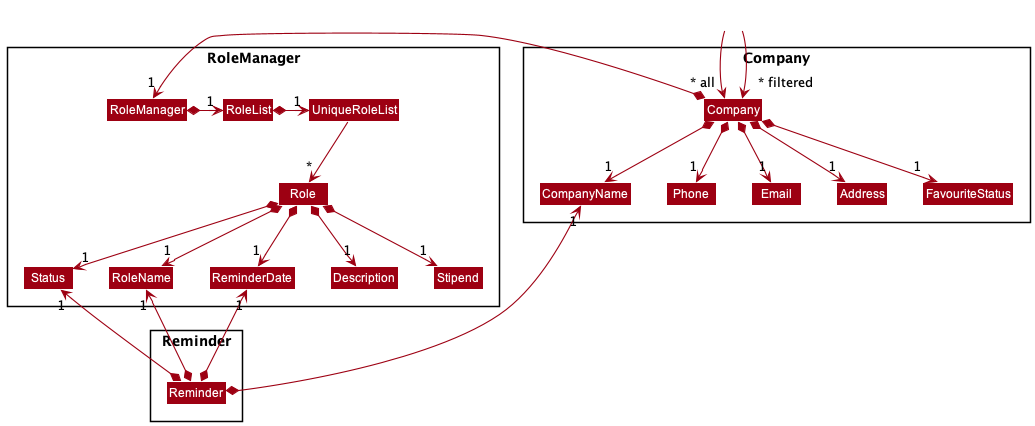 RoleManager
Company
1
* all
* filtered
RoleManager
1
RoleList
1
UniqueRoleList
Company
*
1
1
1
1
1
Role
CompanyName
Phone
Email
Address
FavouriteStatus
1
1
1
1
1
1
Status
RoleName
ReminderDate
Description
Stipend
1
1
1
Reminder
Reminder